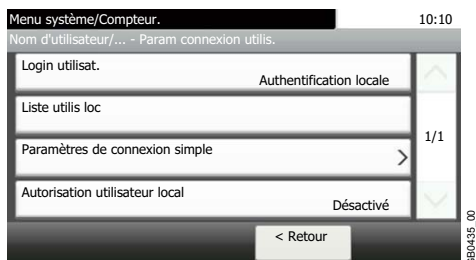 Menu système/Compteur.
10:10
Nom d'utilisateur/... - Param connexion utilis.
Login utilisat.
Authentification locale
Liste utilis loc
1/1
Paramètres de connexion simple
Autorisation utilisateur local
Désactivé
< Retour
GB0435_00